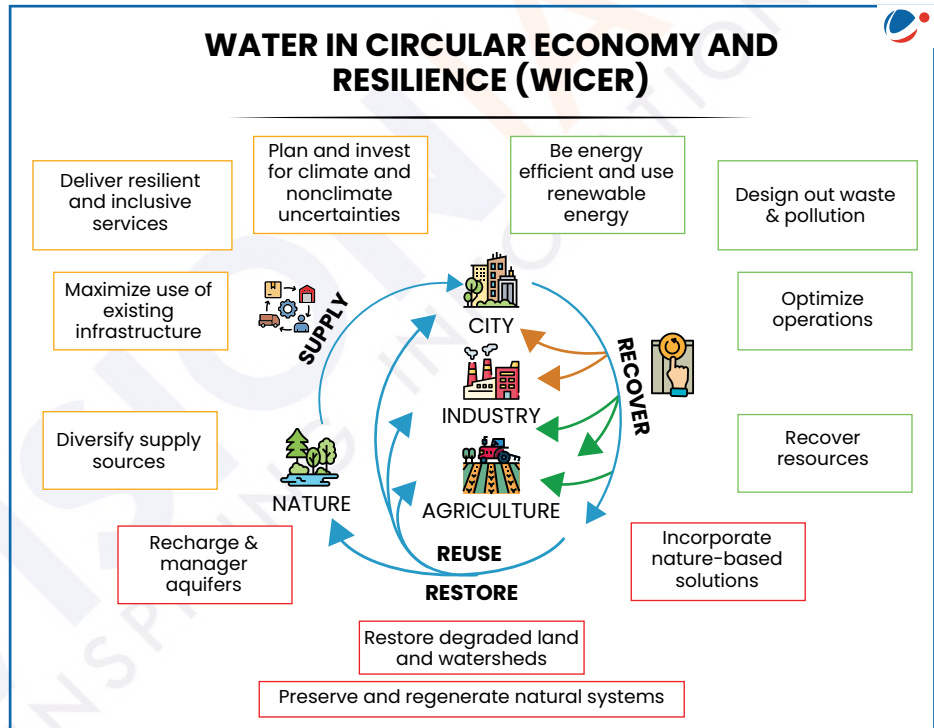 WATER IN CIRCULAR ECONOMY AND
RESILIENCE (WICER)
Deliver resilient
and inclusive
services
Plan and invest
for climate and
nonclimate
uncertainties
Be energy
efficient and use
renewable
energy
Design out waste
& pollution
Maximize use of
existing
infrastructure
SUPPLY
CITY
RECOVER
Optimize
operations
INDUSTRY
Diversify supply
sources
NATURE
AGRICULTURE
Recover
resources
Recharge &
manager
aquifers
REUSE
RESTORE
Incorporate
nature-based
solutions
Restore degraded land
and watersheds
Preserve and regenerate natural systems